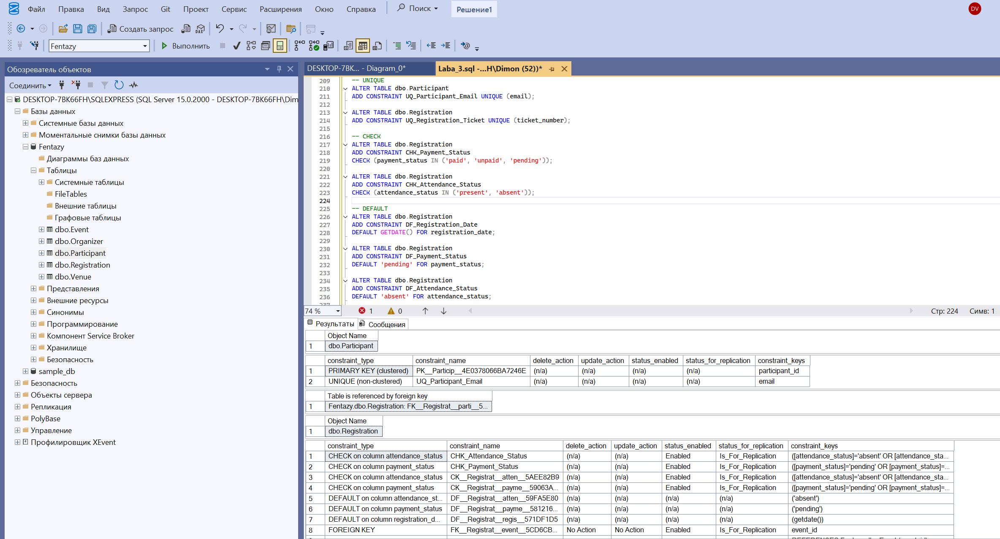 Файл Правка Вид Запрос Git Проект Сервис Расширения Окно Справка Поиск Решение1 DV
Создать запрос DAX
Fentazy Выполнить
Обозреватель объектов
Соединить
DESKTOP-7BK66FH\SQLEXPRESS (SQL Server 15.0.2000 - DESKTOP-7BK66FH\Dim
Базы данных
Системные базы данных
Моментальные снимки базы данных
Fentazy
Диаграммы баз данных
Таблицы
Системные таблицы
FileTables
Внешние таблицы
Графовые таблицы
dbo.Event
dbo.Organizer
dbo.Participant
dbo.Registration
dbo.Venue
Представления
Внешние ресурсы
Синонимы
Программирование
Компонент Service Broker
Хранилище
Безопасность
sample_db
Безопасность
Объекты сервера
Репликация
PolyBase
Управление
Профилировщик XEvent
DESKTOP-7BK... - Diagram_0* Laba_3.sql -...H\Dimon (52))*
209 -- UNIQUE
210 ALTER TABLE dbo.Participant
211 ADD CONSTRAINT UQ_Participant_Email UNIQUE (email);
212
213 ALTER TABLE dbo.Registration
214 ADD CONSTRAINT UQ_Registration_Ticket UNIQUE (ticket_number);
215
216 -- CHECK
217 ALTER TABLE dbo.Registration
218 ADD CONSTRAINT CHK_Payment_Status
219 CHECK (payment_status IN ('paid', 'unpaid', 'pending'));
220
221 ALTER TABLE dbo.Registration
222 ADD CONSTRAINT CHK_Attendance_Status
223 CHECK (attendance_status IN ('present', 'absent'));
224
225 -- DEFAULT
226 ALTER TABLE dbo.Registration
227 ADD CONSTRAINT DF_Registration_Date
228 DEFAULT GETDATE() FOR registration_date;
229
230 ALTER TABLE dbo.Registration
231 ADD CONSTRAINT DF_Payment_Status
232 DEFAULT 'pending' FOR payment_status;
233
234 ALTER TABLE dbo.Registration
235 ADD CONSTRAINT DF_Attendance_Status
236 DEFAULT 'absent' FOR attendance_status;
237
74 % 1 0 Стр: 224 Симв: 1
Результаты Сообщения
Object Name
1 dbo.Participant
constraint_type constraint_name delete_action update_action status_enabled status_for_replication constraint_keys
1 PRIMARY KEY (clustered) PK__Particip__4E0378066BA7246E (n/a) (n/a) (n/a) (n/a) participant_id
2 UNIQUE (non-clustered) UQ_Participant_Email (n/a) (n/a) (n/a) (n/a) email
Table is referenced by foreign key
1 Fentazy.dbo.Registration: FK__Registrat__parti__5...
Object Name
1 dbo.Registration
constraint_type constraint_name delete_action update_action status_enabled status_for_replication constraint_keys
1 CHECK on column attendance_status CHK_Attendance_Status (n/a) (n/a) Enabled Is_For_Replication ([attendance_status]='absent' OR [attendance_sta...
2 CHECK on column payment_status CHK_Payment_Status (n/a) (n/a) Enabled Is_For_Replication ([payment_status]='pending' OR [payment_status]=...
3 CHECK on column attendance_status CK__Registrat__atten__5AEE82B9 (n/a) (n/a) Enabled Is_For_Replication ([attendance_status]='absent' OR [attendance_sta...
4 CHECK on column payment_status CK__Registrat__payme__59063A... (n/a) (n/a) Enabled Is_For_Replication ([payment_status]='pending' OR [payment_status]=...
5 DEFAULT on column attendance_st... DF__Registrat__atten__59FA5E80 (n/a) (n/a) (n/a) (n/a) ('absent')
6 DEFAULT on column payment_status DF__Registrat__payme__581216... (n/a) (n/a) (n/a) (n/a) ('pending')
7 DEFAULT on column registration_d... DF__Registrat__regis__571DF1D5 (n/a) (n/a) (n/a) (n/a) (getdate())
8 FOREIGN KEY FK__Registrat__event__5CD6CB... No Action No Action Enabled Is_For_Replication event_id